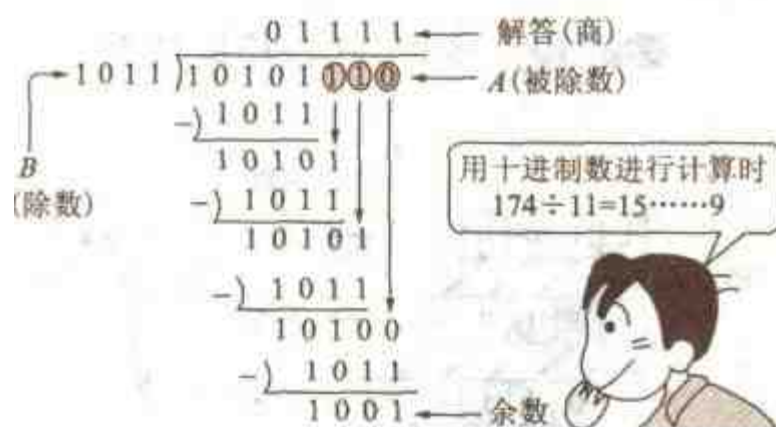 0 1 1 1 1 ← 解答(商)
1 0 1 1 )1 0 1 0 1 ①①⓪ ← A(被除数)
B
(除数)
-) 1 0 1 1
1 0 1 0 1
-) 1 0 1 1
1 0 1 0 1
-) 1 0 1 1
1 0 1 0 0
-) 1 0 1 1
1 0 0 1 ← 余数
用十进制数进行计算时
174÷11=15……9